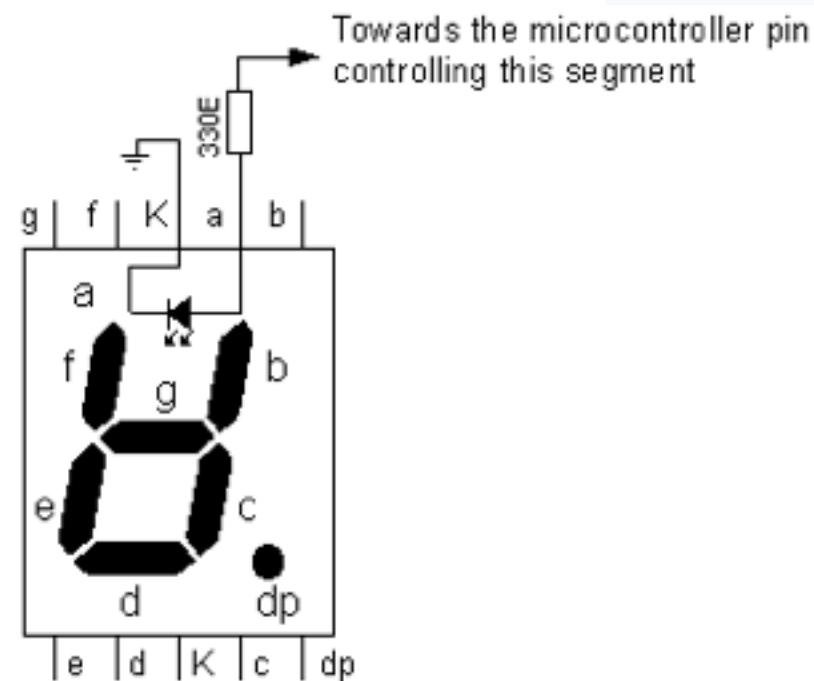 Towards the microcontroller pin
controlling this segment
330E
g f K a b
a
f b
g
e c
d dp
e d K c dp